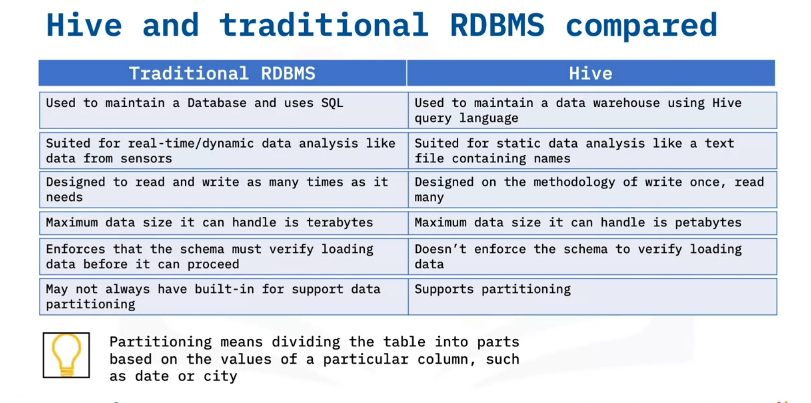 Hive and traditional RDBMS compared
Traditional RDBMS
Hive
Used to maintain a Database and uses SQL
Used to maintain a data warehouse using Hive
query language
Suited for real-time/dynamic data analysis like
data from sensors
Suited for static data analysis like a text
file containing names
Designed to read and write as many times as it
needs
Designed on the methodology of write once, read
many
Maximum data size it can handle is terabytes
Maximum data size it can handle is petabytes
Enforces that the schema must verify loading
data before it can proceed
Doesn't enforce the schema to verify loading
data
May not always have built-in for support data
partitioning
Supports partitioning
Partitioning means dividing the table into parts
based on the values of a particular column, such
as date or city